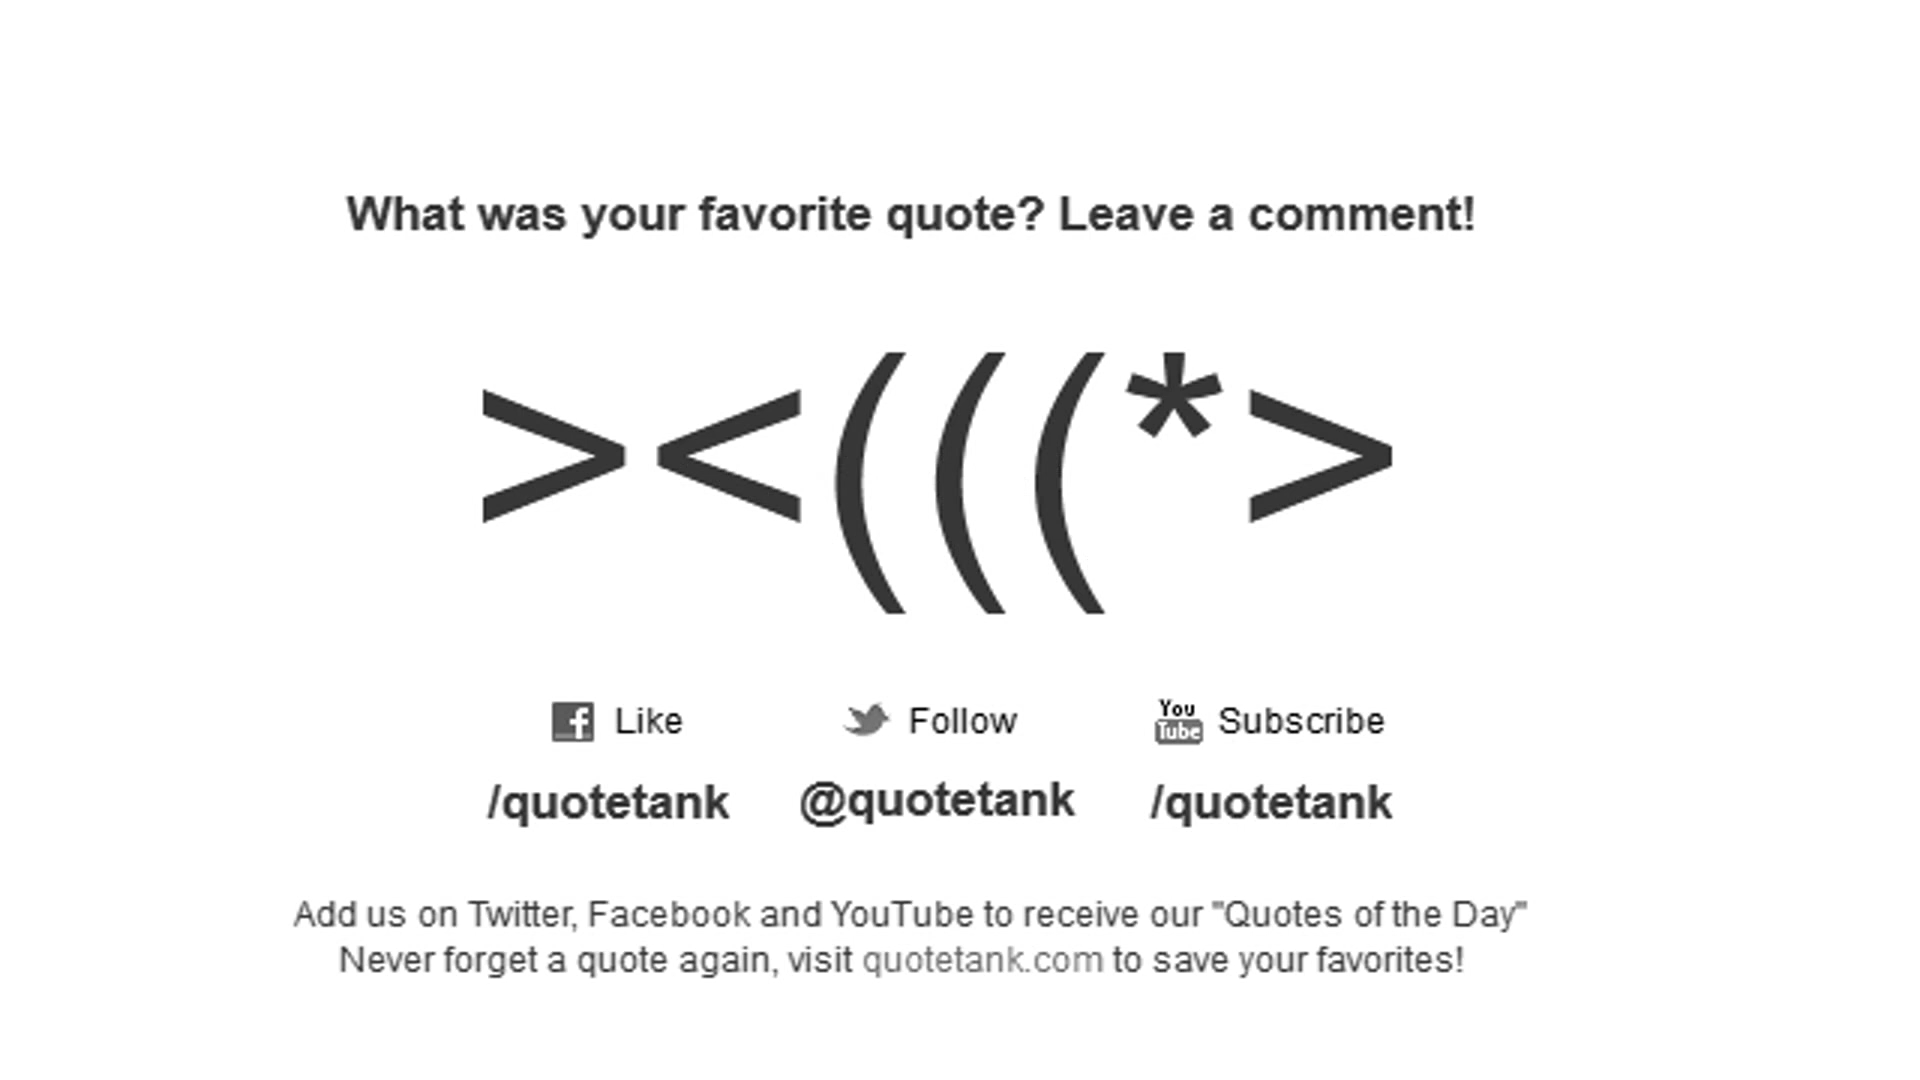 What was your favorite quote? Leave a comment!
><(((*>
f Like Follow You Tube Subscribe
/quotetank @quotetank /quotetank
Add us on Twitter, Facebook and YouTube to receive our "Quotes of the Day"
Never forget a quote again, visit quotetank.com to save your favorites!